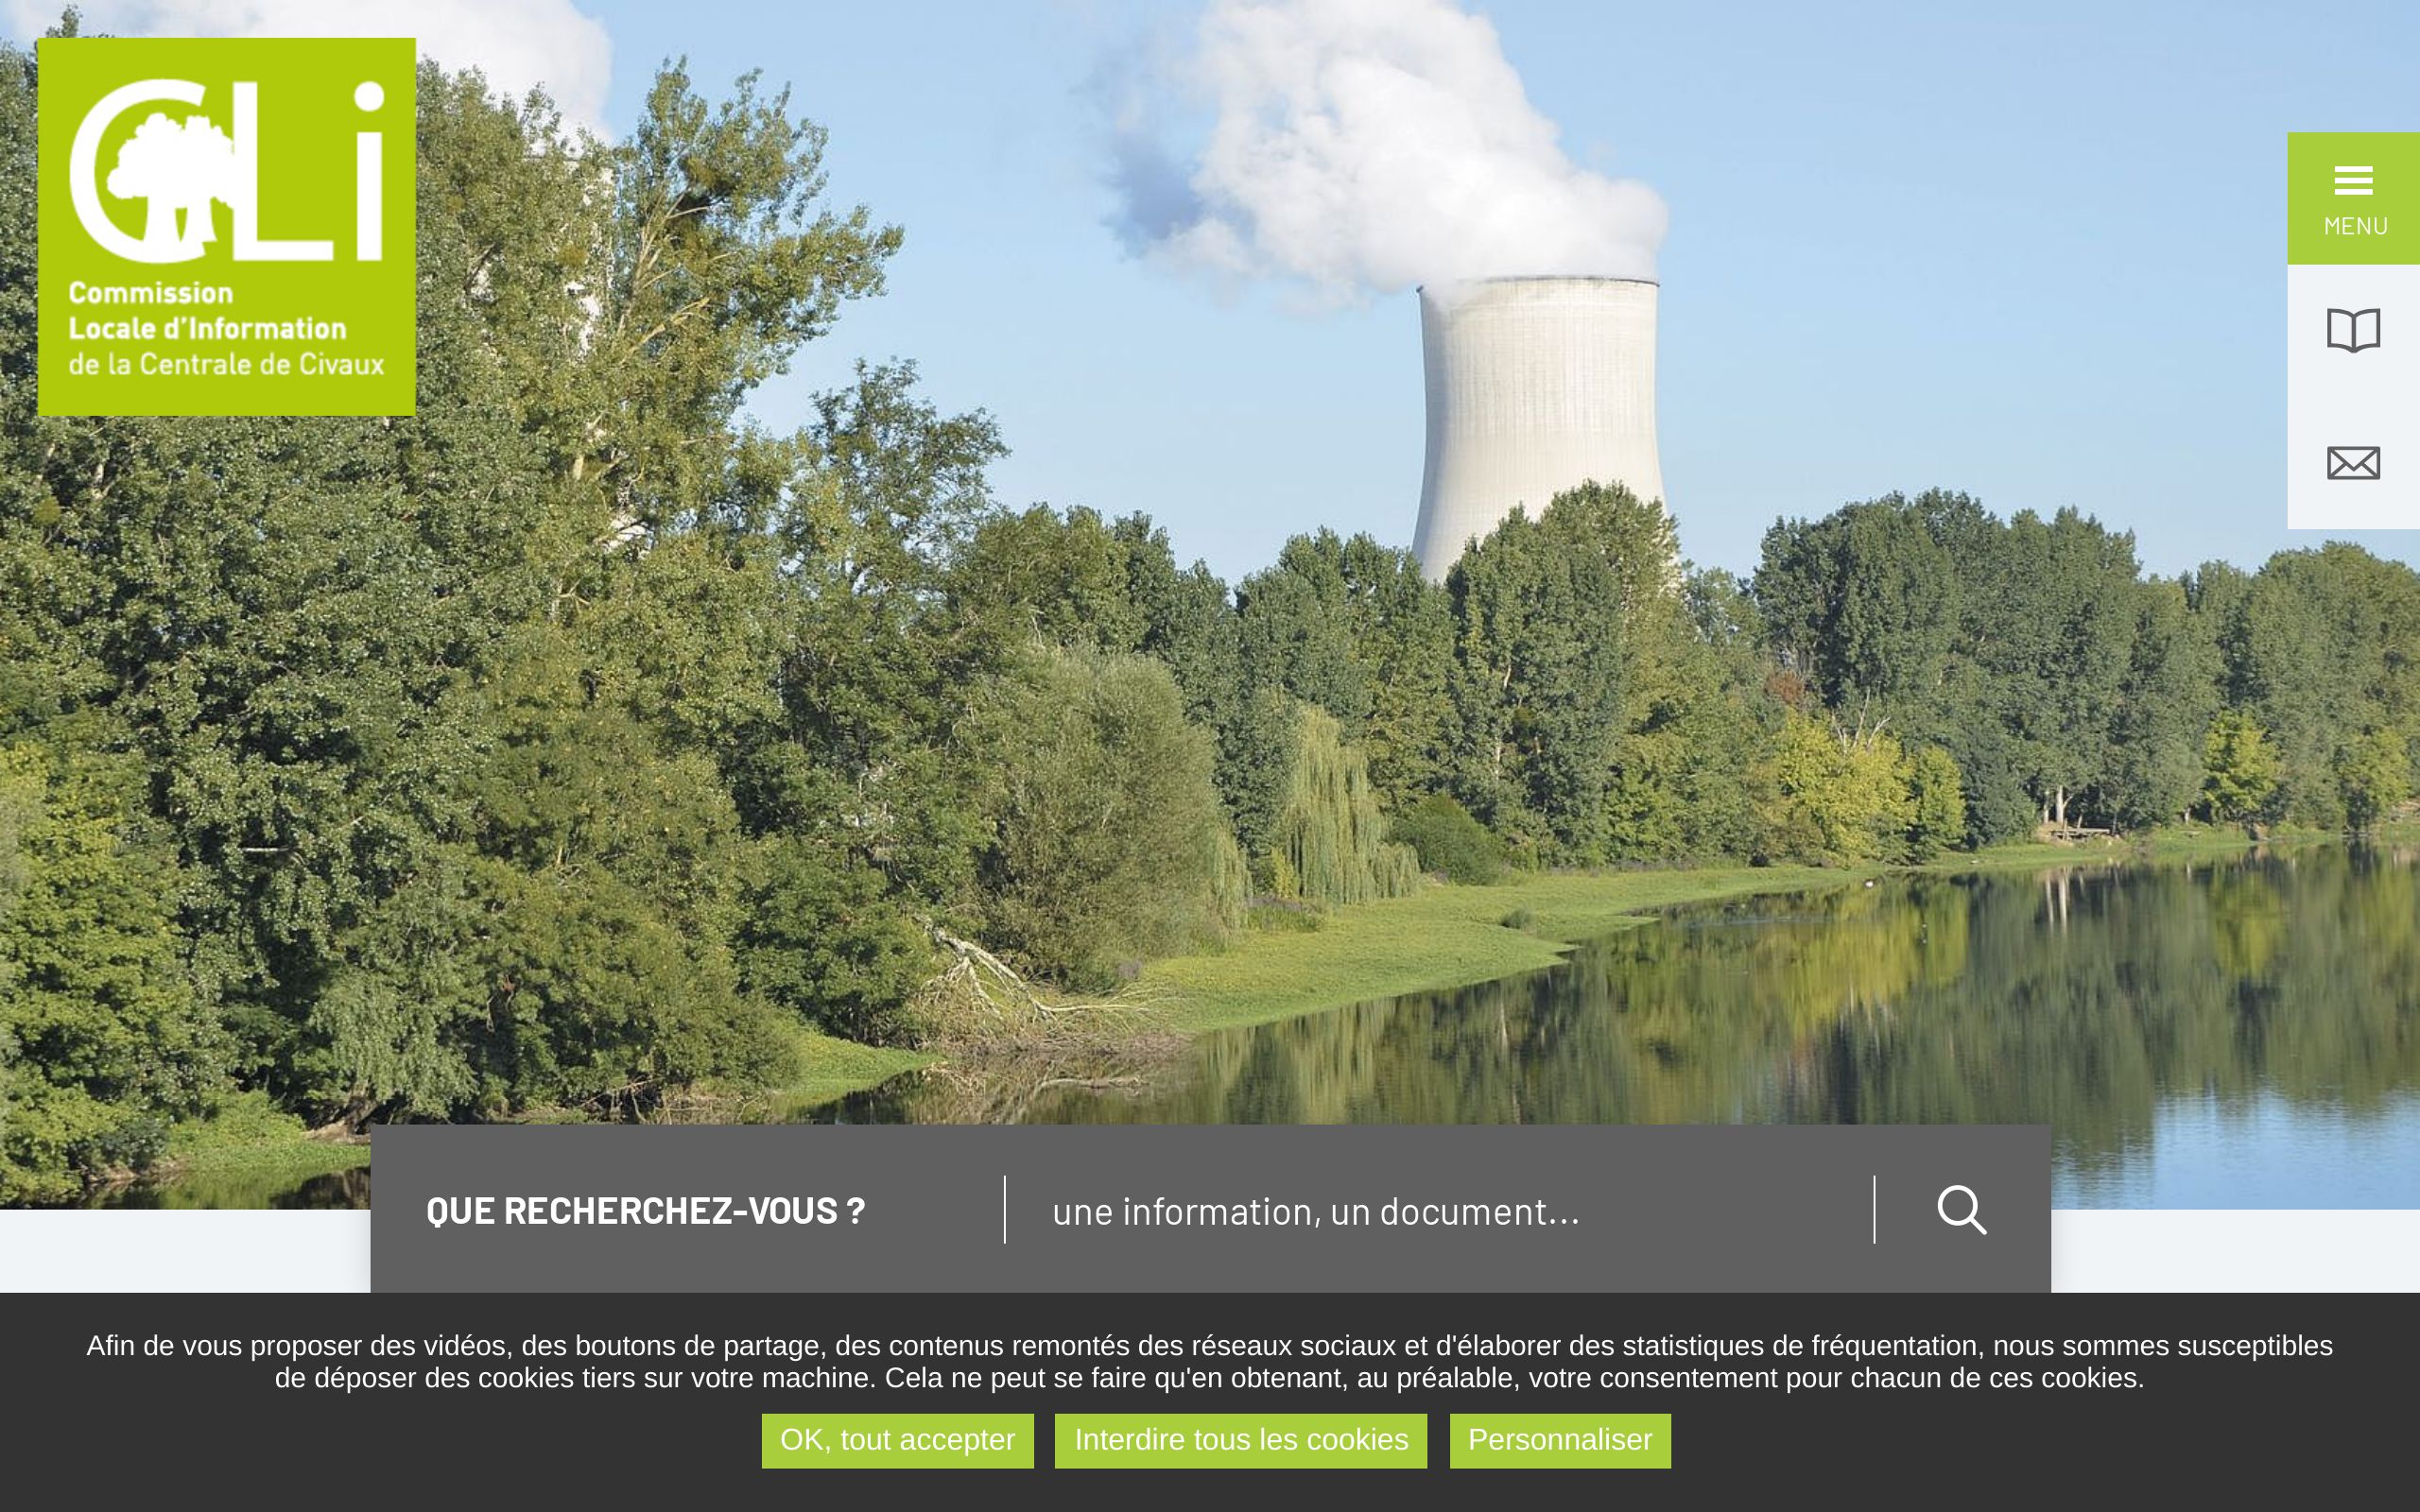 CLi
Commission
Locale d'Information
de la Centrale de Civaux
MENU
QUE RECHERCHEZ-VOUS ?
une information, un document...
Afin de vous proposer des vidéos, des boutons de partage, des contenus remontés des réseaux sociaux et d'élaborer des statistiques de fréquentation, nous sommes susceptibles
de déposer des cookies tiers sur votre machine. Cela ne peut se faire qu'en obtenant, au préalable, votre consentement pour chacun de ces cookies.
OK, tout accepter
Interdire tous les cookies
Personnaliser